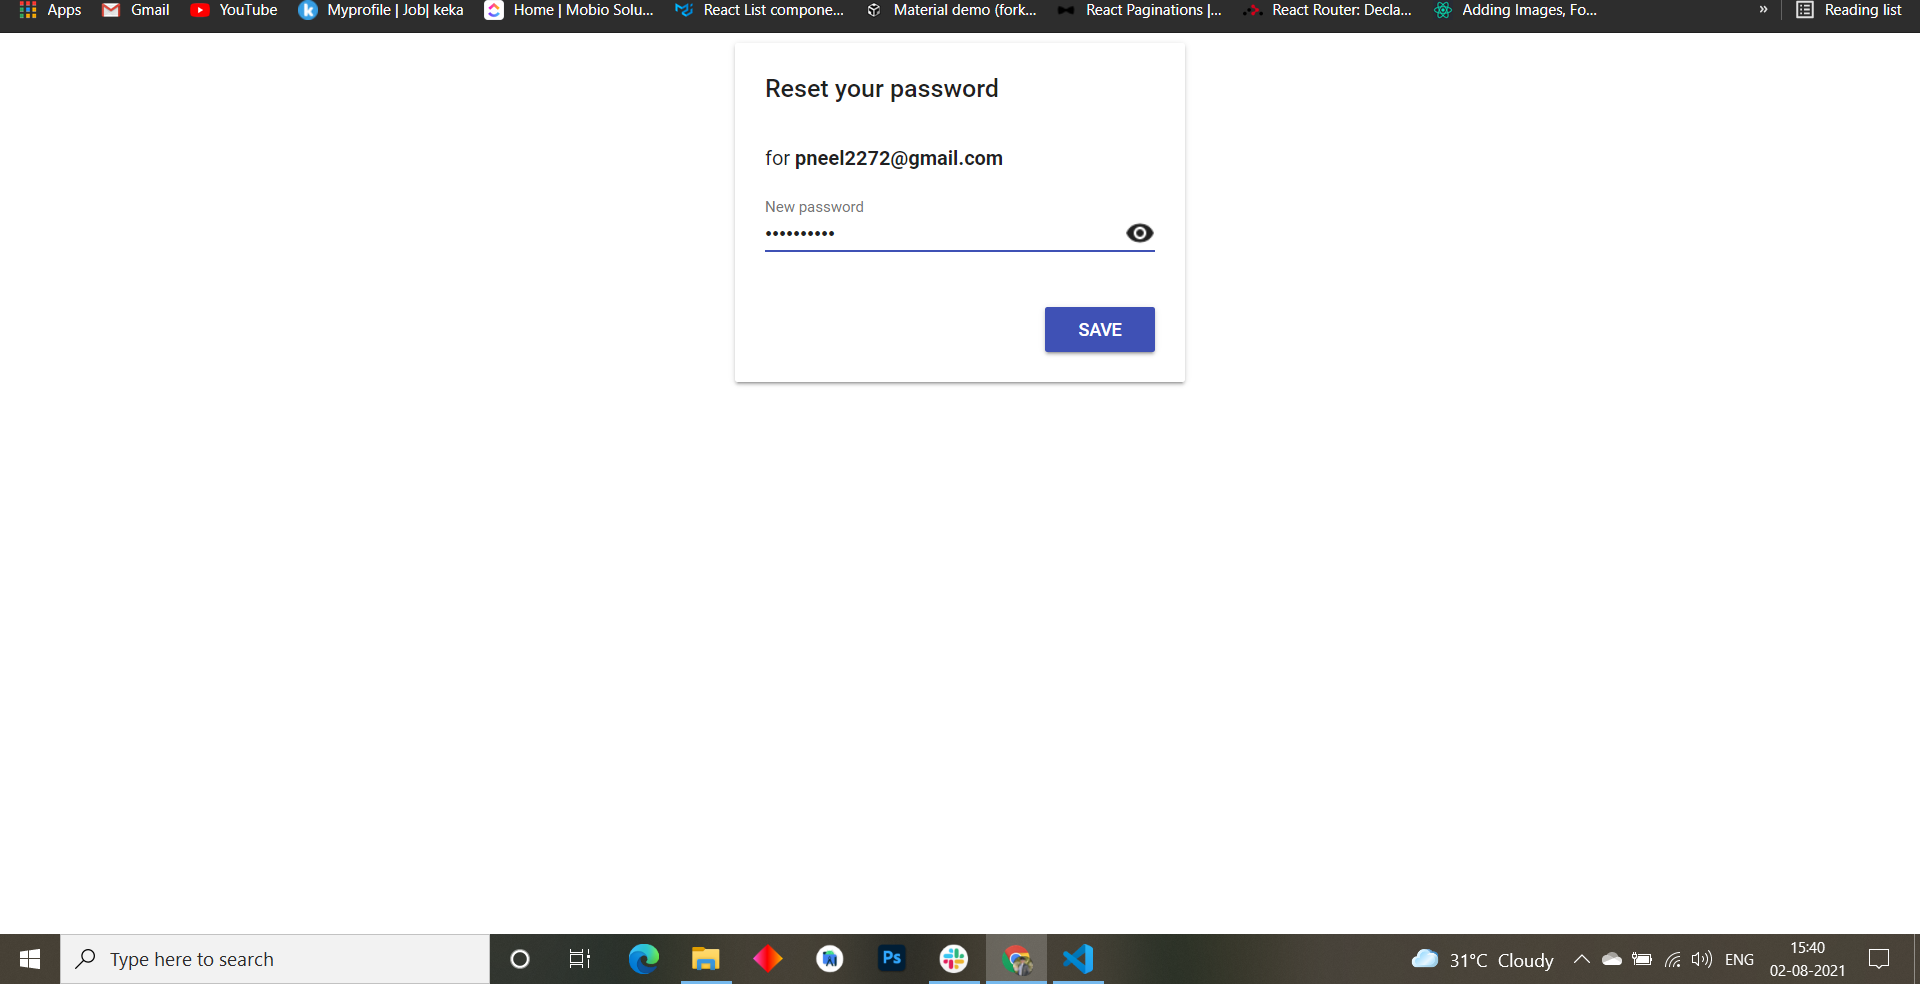 Apps Gmail YouTube Myprofile | Job| keka Home | Mobio Solu... React List compone... Material demo (fork... React Paginations |... React Router: Decla... Adding Images, Fo... » Reading list
Reset your password
for pneel2272@gmail.com
New password
••••••••••
SAVE
Type here to search
Ps
31°C Cloudy
ENG
15:40
02-08-2021